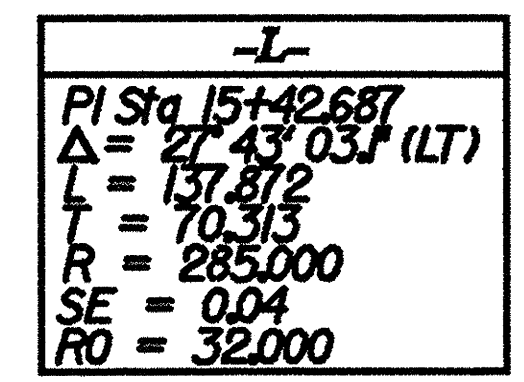 -L-
PI Sta 15+42.687
Δ = 27° 43' 03.1" (LT)
L = 137.872
T = 70.313
R = 285.000
SE = 0.04
RO = 32.000